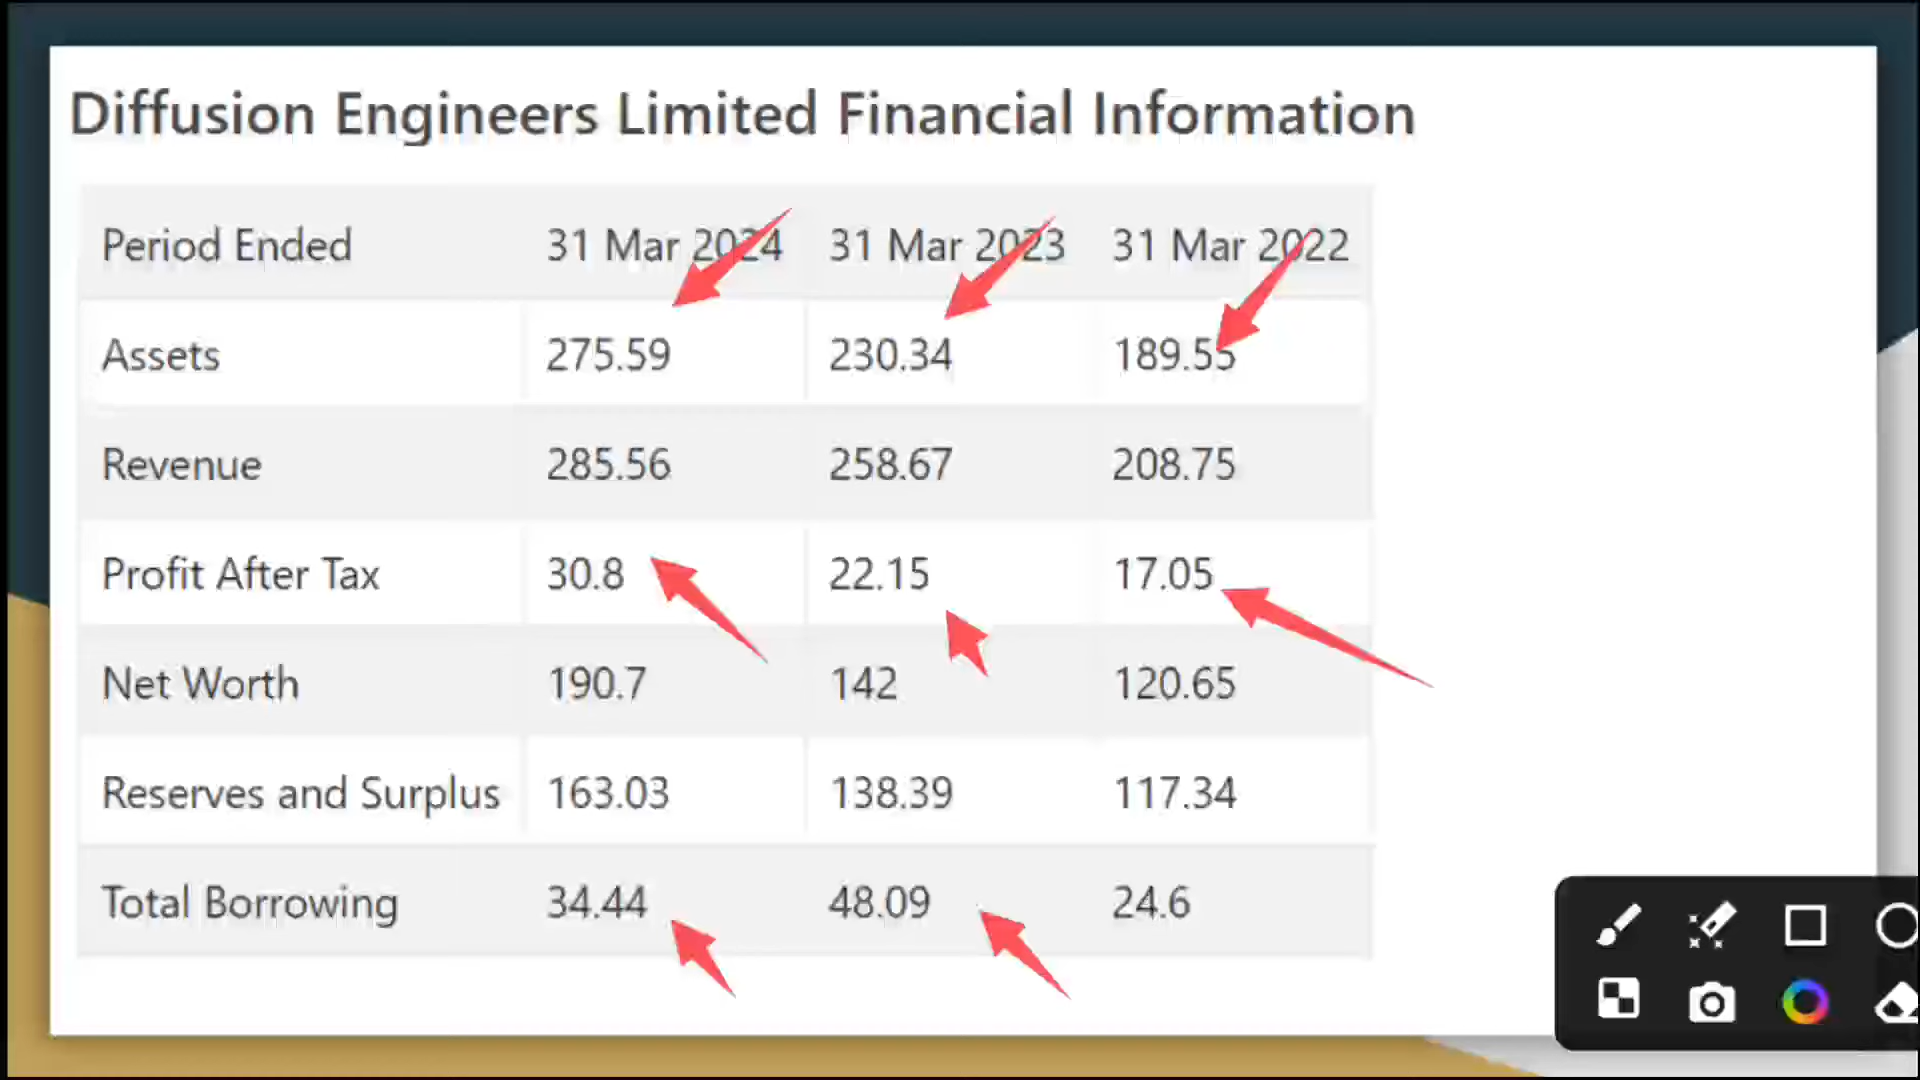 Diffusion Engineers Limited Financial Information
Period Ended 31 Mar 2024 31 Mar 2023 31 Mar 2022
Assets 275.59 230.34 189.55
Revenue 285.56 258.67 208.75
Profit After Tax 30.8 22.15 17.05
Net Worth 190.7 142 120.65
Reserves and Surplus 163.03 138.39 117.34
Total Borrowing 34.44 48.09 24.6